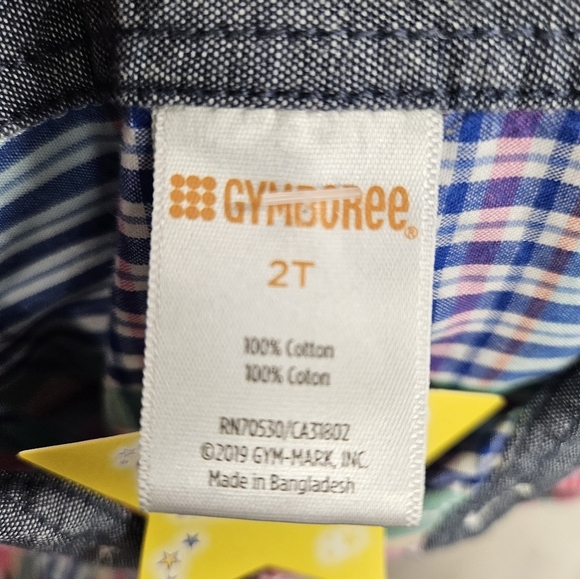 GYMBOREE®
2T
100% Cotton
100% Coton
RN70530/CA31802
©2019 GYM-MARK, INC.
Made in Bangladesh